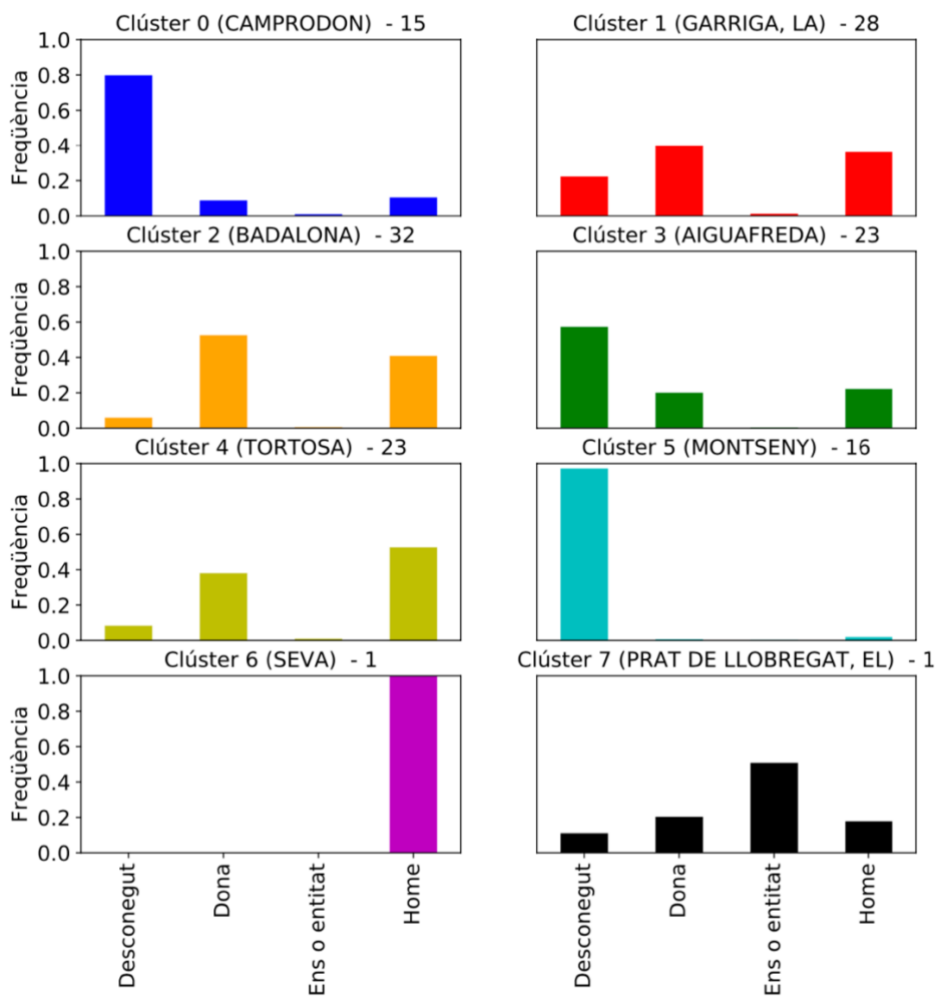 Clúster 0 (CAMPRODON) - 15
Clúster 1 (GARRIGA, LA) - 28
1.0
0.8
0.6
0.4
0.2
0.0
Freqüència
Clúster 2 (BADALONA) - 32
Clúster 3 (AIGUAFREDA) - 23
1.0
0.8
0.6
0.4
0.2
0.0
Freqüència
Clúster 4 (TORTOSA) - 23
Clúster 5 (MONTSENY) - 16
1.0
0.8
0.6
0.4
0.2
0.0
Freqüència
Clúster 6 (SEVA) - 1
Clúster 7 (PRAT DE LLOBREGAT, EL) - 1
1.0
0.8
0.6
0.4
0.2
0.0
Freqüència
Desconegut
Dona
Ens o entitat
Home
Desconegut
Dona
Ens o entitat
Home